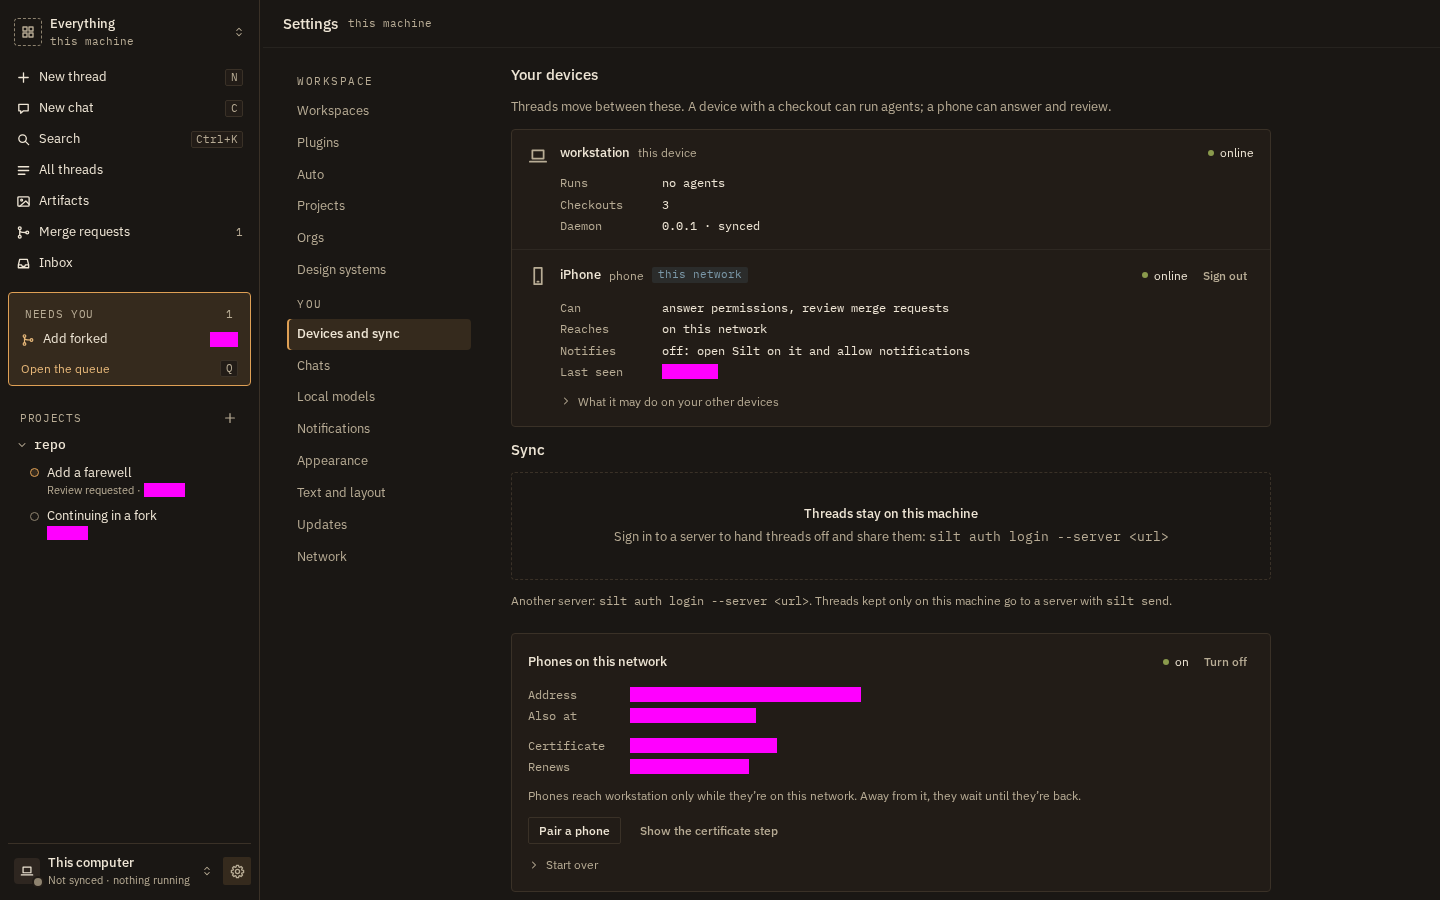 Everything
this machine
New thread N
New chat C
Search Ctrl+K
All threads
Artifacts
Merge requests 1
Inbox
NEEDS YOU 1
Add forked
Open the queue Q
PROJECTS
repo
Add a farewell
Review requested ·
Continuing in a fork
This computer
Not synced · nothing running
Settings this machine
WORKSPACE
Workspaces
Plugins
Auto
Projects
Orgs
Design systems
YOU
Devices and sync
Chats
Local models
Notifications
Appearance
Text and layout
Updates
Network
Your devices
Threads move between these. A device with a checkout can run agents; a phone can answer and review.
workstation this device online
Runs no agents
Checkouts 3
Daemon 0.0.1 · synced
iPhone phone this network online Sign out
Can answer permissions, review merge requests
Reaches on this network
Notifies off: open Silt on it and allow notifications
Last seen
What it may do on your other devices
Sync
Threads stay on this machine
Sign in to a server to hand threads off and share them: silt auth login --server <url>
Another server: silt auth login --server <url>. Threads kept only on this machine go to a server with silt send.
Phones on this network on Turn off
Address
Also at
Certificate
Renews
Phones reach workstation only while they’re on this network. Away from it, they wait until they’re back.
Pair a phone Show the certificate step
Start over